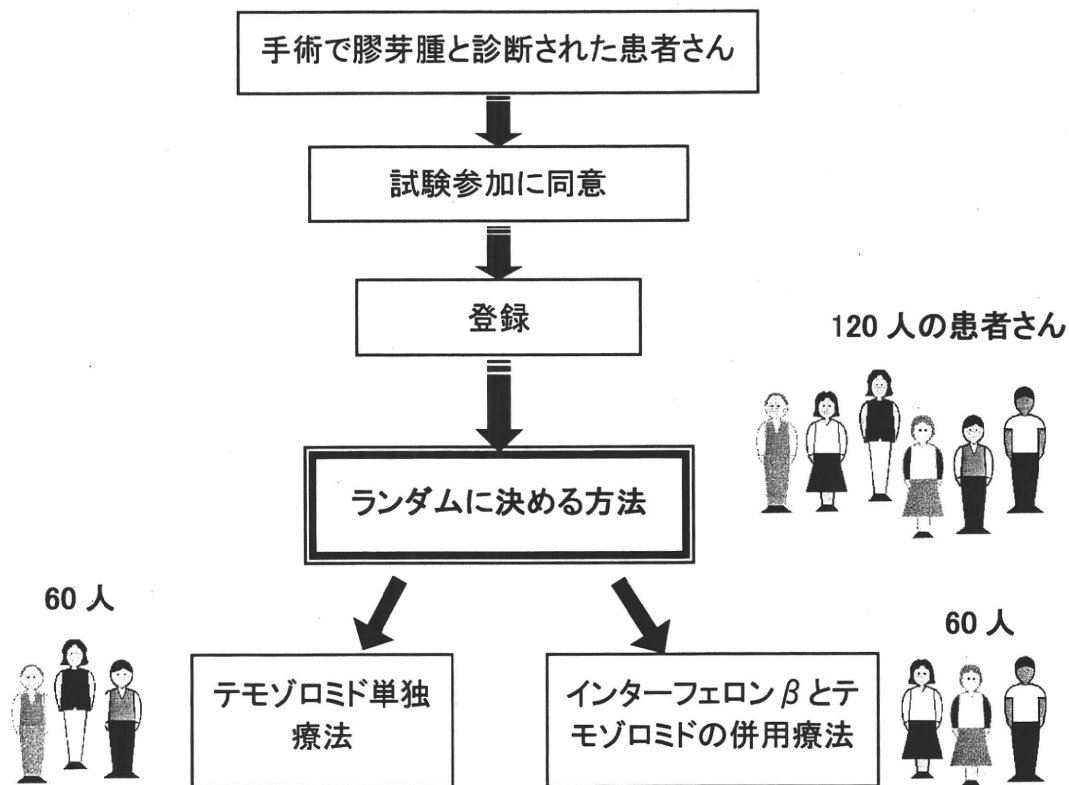 手術で膠芽腫と診断された患者さん
試験参加に同意
登録
120 人の患者さん
ランダムに決める方法
60 人
60 人
テモゾロミド単独
療法
インターフェロン β とテ
モゾロミドの併用療法